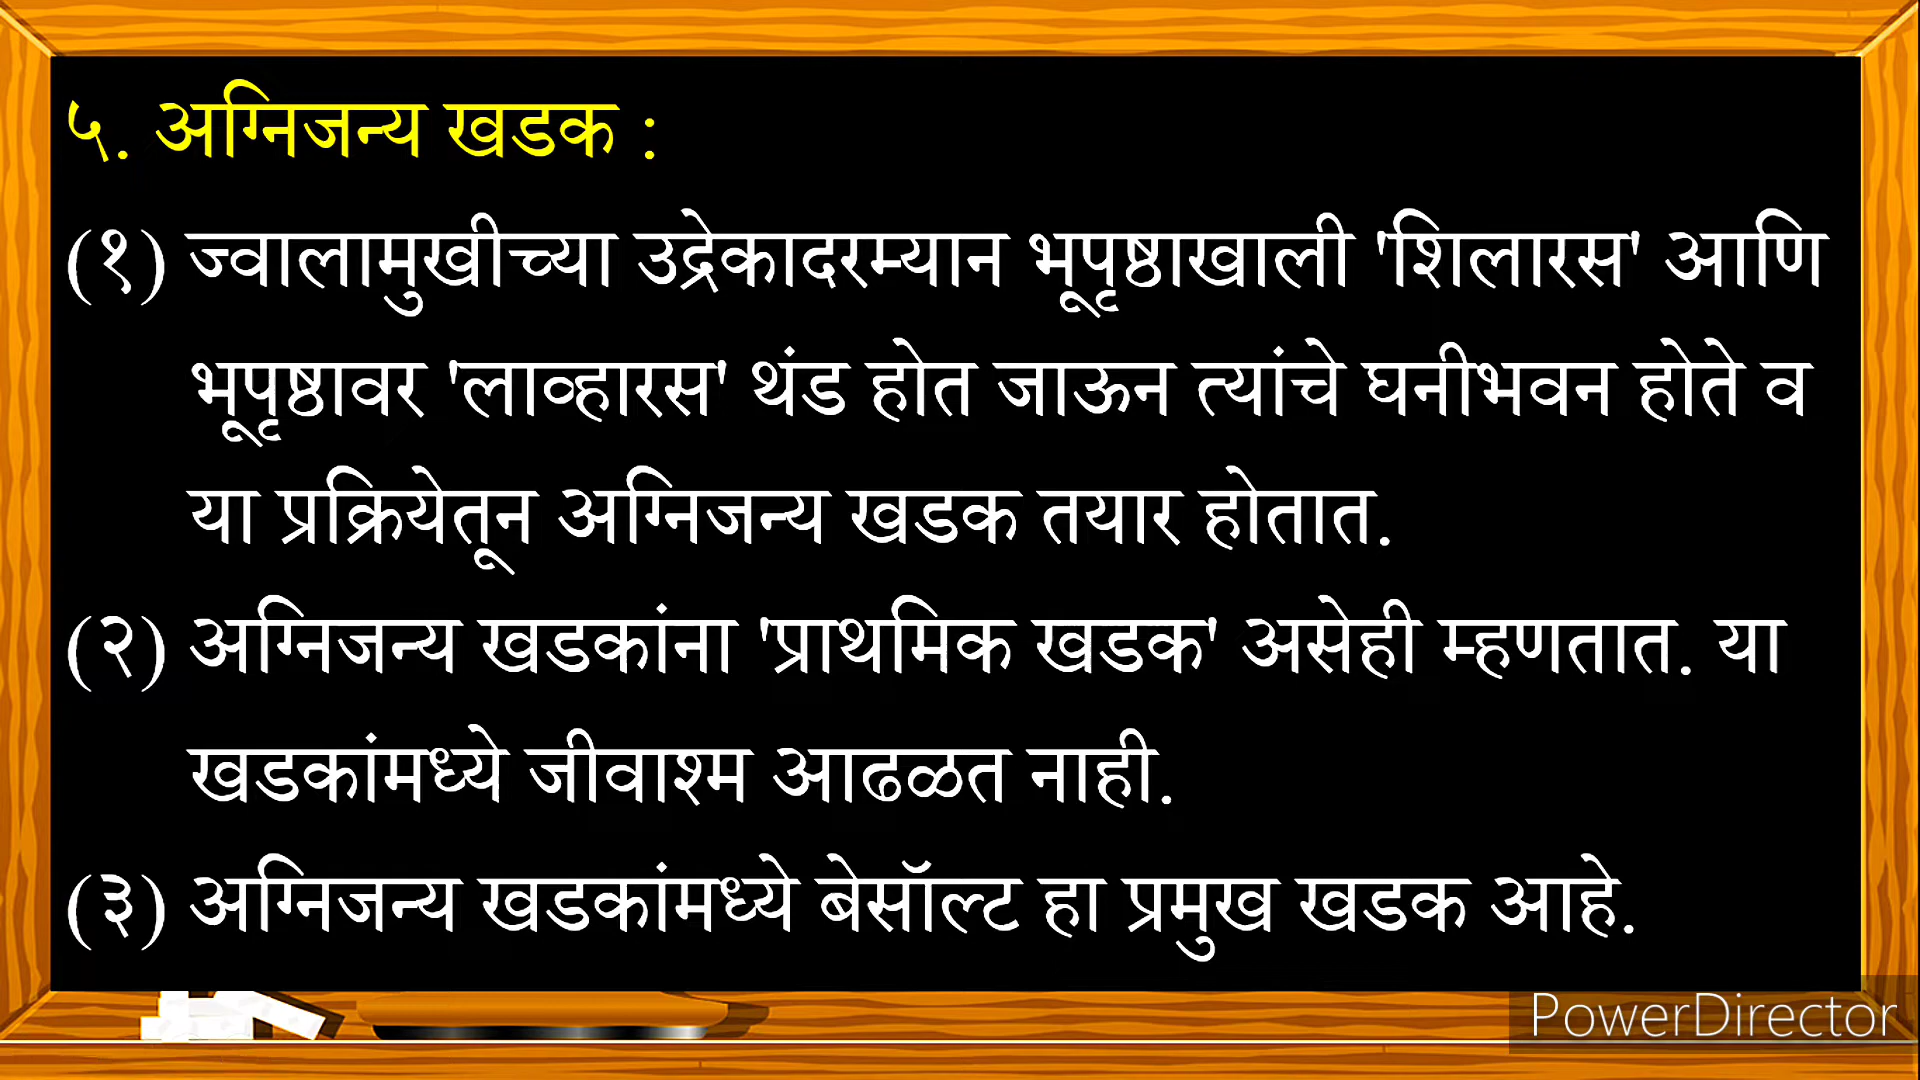 ५. अग्निजन्य खडक :
(१) ज्वालामुखीच्या उद्रेकादरम्यान भूपृष्ठाखाली 'शिलारस' आणि
भूपृष्ठावर 'लाव्हारस' थंड होत जाऊन त्यांचे घनीभवन होते व
या प्रक्रियेतून अग्निजन्य खडक तयार होतात.
(२) अग्निजन्य खडकांना 'प्राथमिक खडक' असेही म्हणतात. या
खडकांमध्ये जीवाश्म आढळत नाही.
(३) अग्निजन्य खडकांमध्ये बेसॉल्ट हा प्रमुख खडक आहे.
PowerDirector